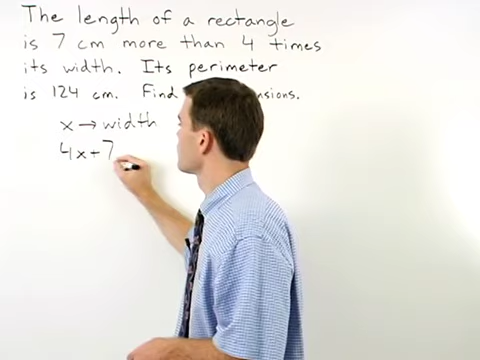 The length of a rectangle
is 7 cm more than 4 times
its width. Its perimeter
is 124 cm. Find
x → width
4x+7